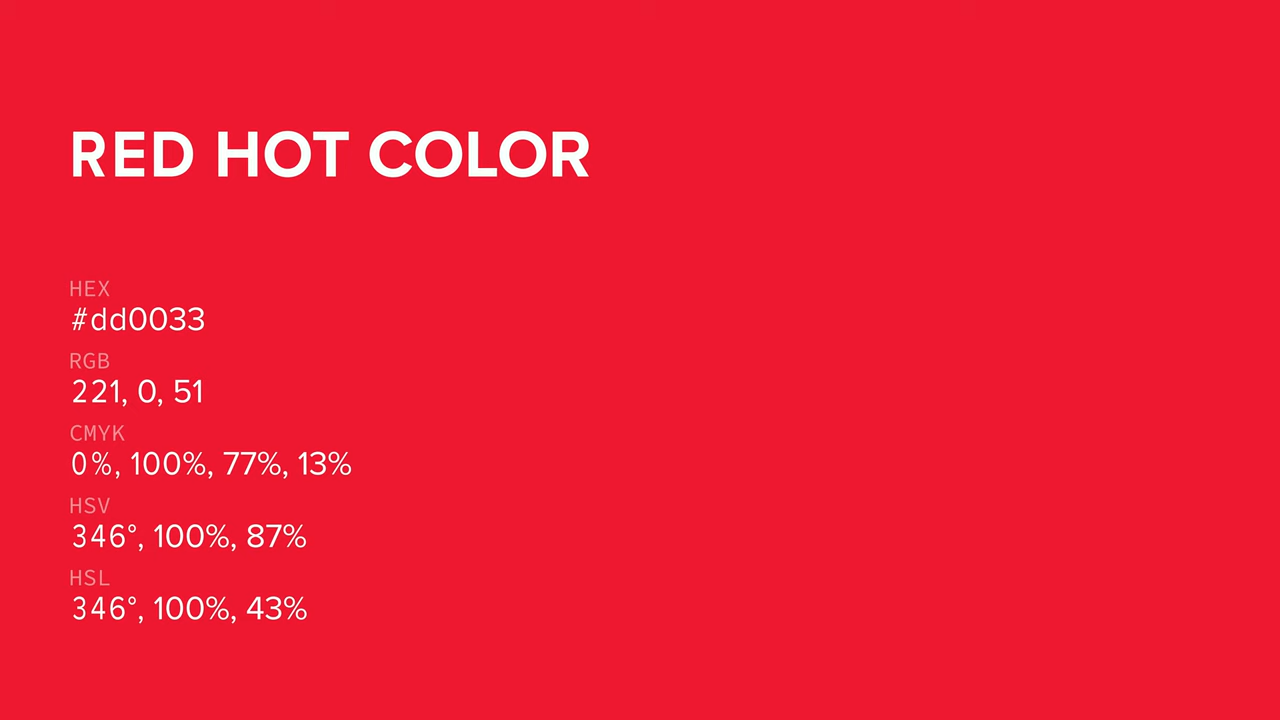 RED HOT COLOR
HEX
#dd0033
RGB
221, 0, 51
CMYK
0%, 100%, 77%, 13%
HSV
346°, 100%, 87%
HSL
346°, 100%, 43%